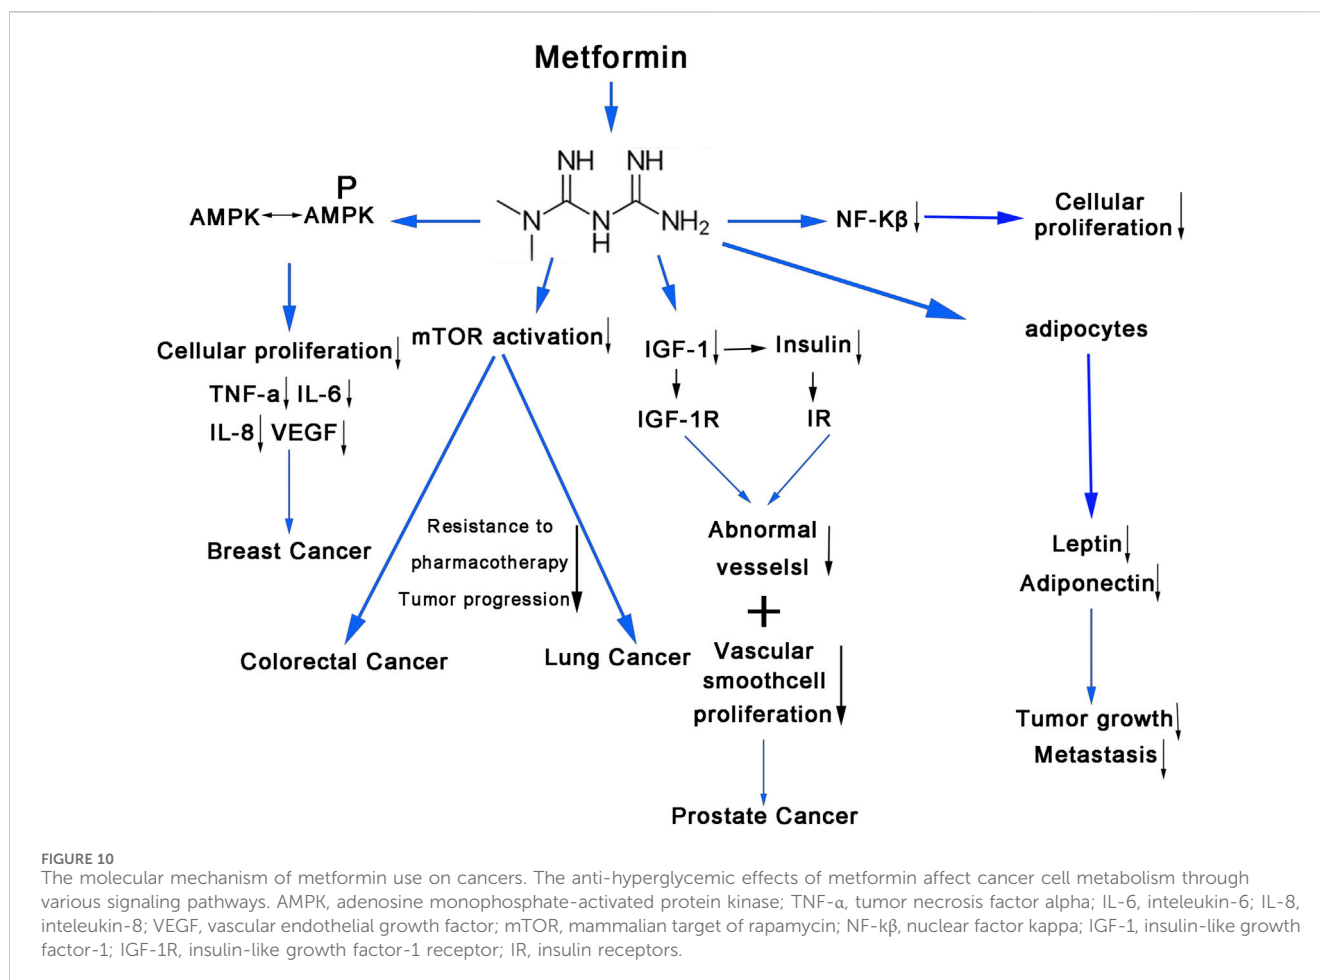 Metformin
NH NH
N N H NH2
P
AMPK AMPK
NF-Kβ
Cellular
proliferation
Cellular proliferation
TNF-a IL-6
IL-8 VEGF
Breast Cancer
mTOR activation
Resistance to
pharmacotherapy
Tumor progression
Colorectal Cancer
Lung Cancer
IGF-1 Insulin
IGF-1R IR
Abnormal
vesselsl
+
Vascular
smoothcell
proliferation
Prostate Cancer
adipocytes
Leptin
Adiponectin
Tumor growth
Metastasis
FIGURE 10
The molecular mechanism of metformin use on cancers. The anti-hyperglycemic effects of metformin affect cancer cell metabolism through
various signaling pathways. AMPK, adenosine monophosphate-activated protein kinase; TNF-α, tumor necrosis factor alpha; IL-6, inteleukin-6; IL-8,
inteleukin-8; VEGF, vascular endothelial growth factor; mTOR, mammalian target of rapamycin; NF-kβ, nuclear factor kappa; IGF-1, insulin-like growth
factor-1; IGF-1R, insulin-like growth factor-1 receptor; IR, insulin receptors.